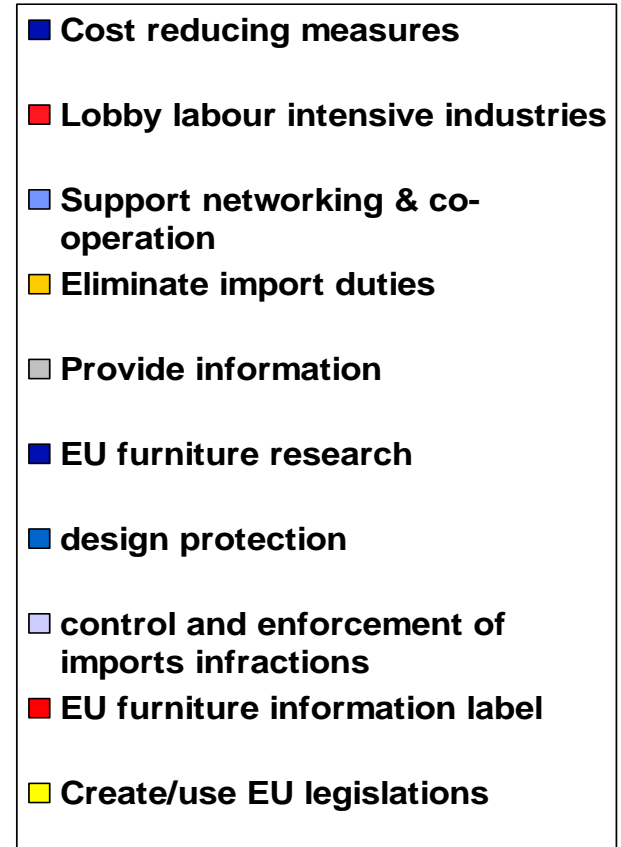 Cost reducing measures
Lobby labour intensive industries
Support networking & co-
operation
Eliminate import duties
Provide information
EU furniture research
design protection
control and enforcement of
imports infractions
EU furniture information label
Create/use EU legislations